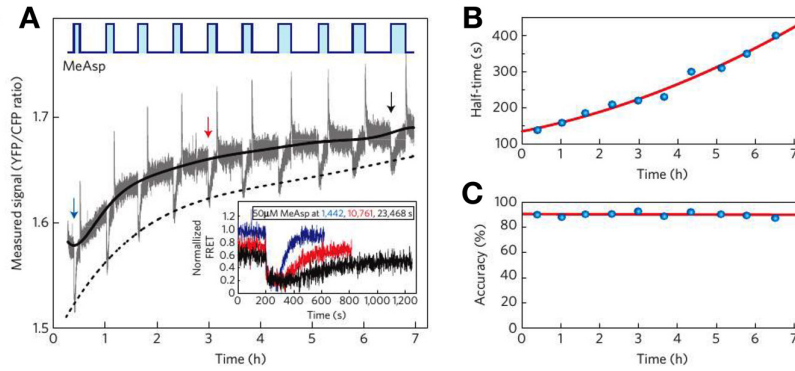 A
MeAsp
Measured signal (YFP/CFP ratio)
1.7
1.6
1.5
0 1 2 3 4 5 6 7
Time (h)
50μM MeAsp at 1,442, 10,761, 23,468 s
Normallized
FRET
1.2
1.0
0.8
0.6
0.4
0.2
0
0 200 400 600 800 1,000 1,200
Time (s)
B
Half-time (s)
400
300
200
100
0 1 2 3 4 5 6 7
Time (h)
C
Accuracy (%)
100
80
60
40
20
0
0 1 2 3 4 5 6 7
Time (h)